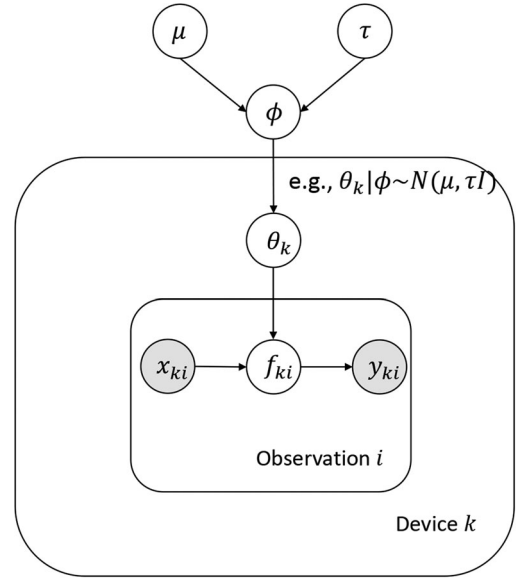 μ τ
ϕ
e.g., θ_k|ϕ~N(μ, τI)
θ_k
x_ki f_ki y_ki
Observation i
Device k